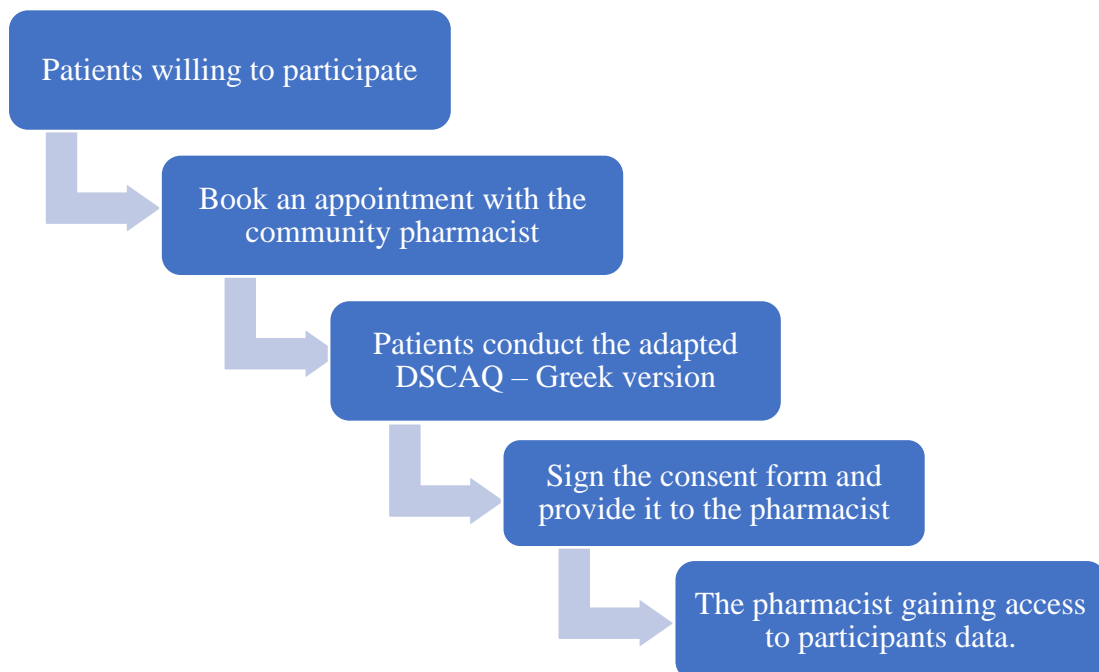 Patients willing to participate
Book an appointment with the
community pharmacist
Patients conduct the adapted
DSCAQ – Greek version
Sign the consent form and
provide it to the pharmacist
The pharmacist gaining access
to participants data.